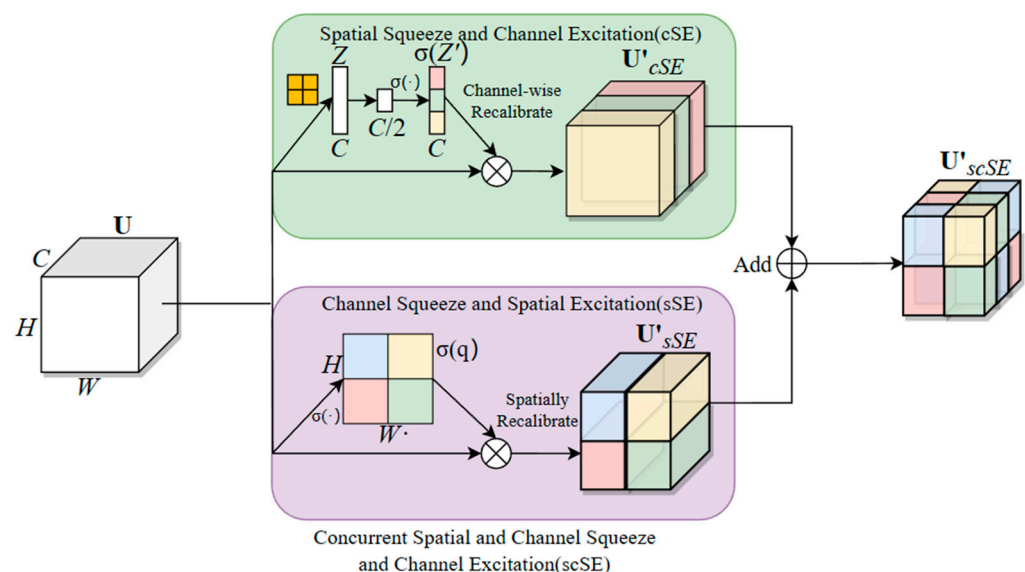 Spatial Squeeze and Channel Excitation(cSE)
Z
σ(Z')
σ(·)
C
C/2
C
Channel-wise
Recalibrate
U'cSE
U
C
H
W
Add
U'scSE
Channel Squeeze and Spatial Excitation(sSE)
H
σ(q)
σ(·)
W·
Spatially
Recalibrate
U'sSE
Concurrent Spatial and Channel Squeeze
and Channel Excitation(scSE)